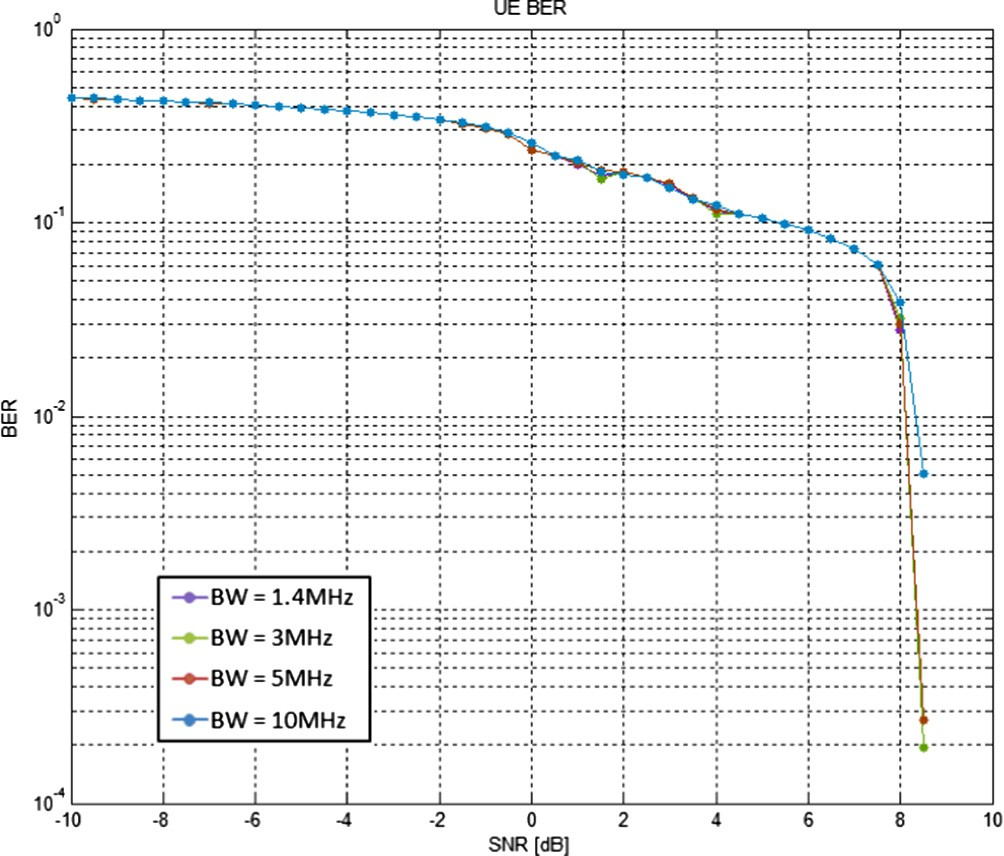 UE BER
10^0
10^-1
10^-2
10^-3
10^-4
BER
BW = 1.4MHz
BW = 3MHz
BW = 5MHz
BW = 10MHz
-10 -8 -6 -4 -2 0 2 4 6 8 10
SNR [dB]